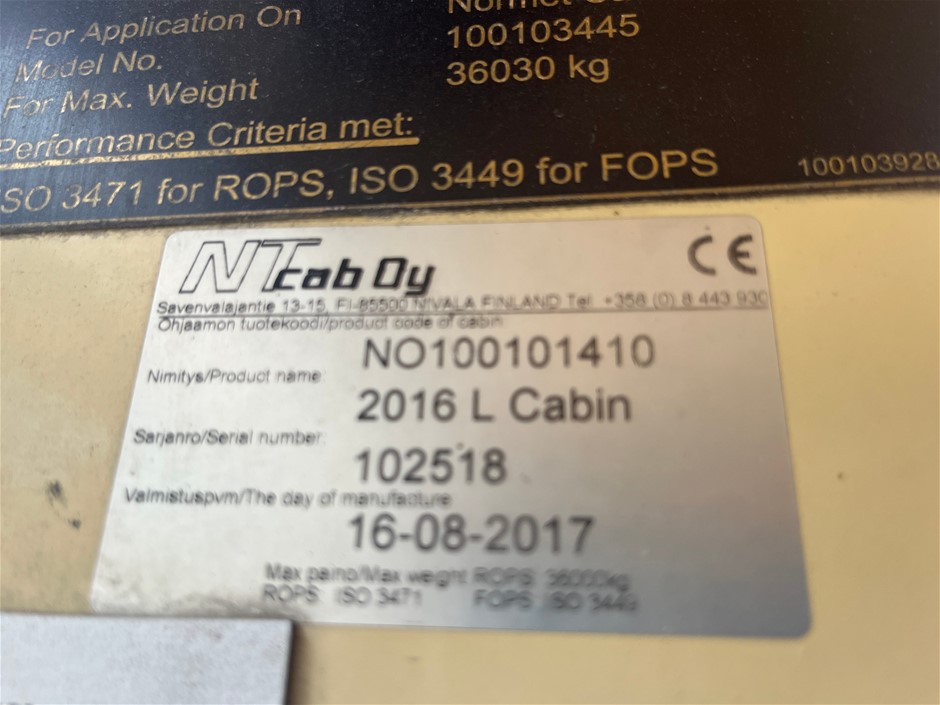 For Application On Normet
Model No. 100103445
For Max. Weight 36030 kg
Performance Criteria met:
ISO 3471 for ROPS, ISO 3449 for FOPS 100103928
NT cab Oy CE
Savenvalajantie 13-15, FI-85500 NIVALA FINLAND Tel. +358 (0) 8 443 930
Ohjaamon tuotekoodi/product code of cabin:
NO100101410
Nimitys/Product name:
2016 L Cabin
Sarjanro/Serial number:
102518
Valmistuspvm/The day of manufacture
16-08-2017
Max paino/Max weight ROPS 36000kg
ROPS ISO 3471 FOPS ISO 3449